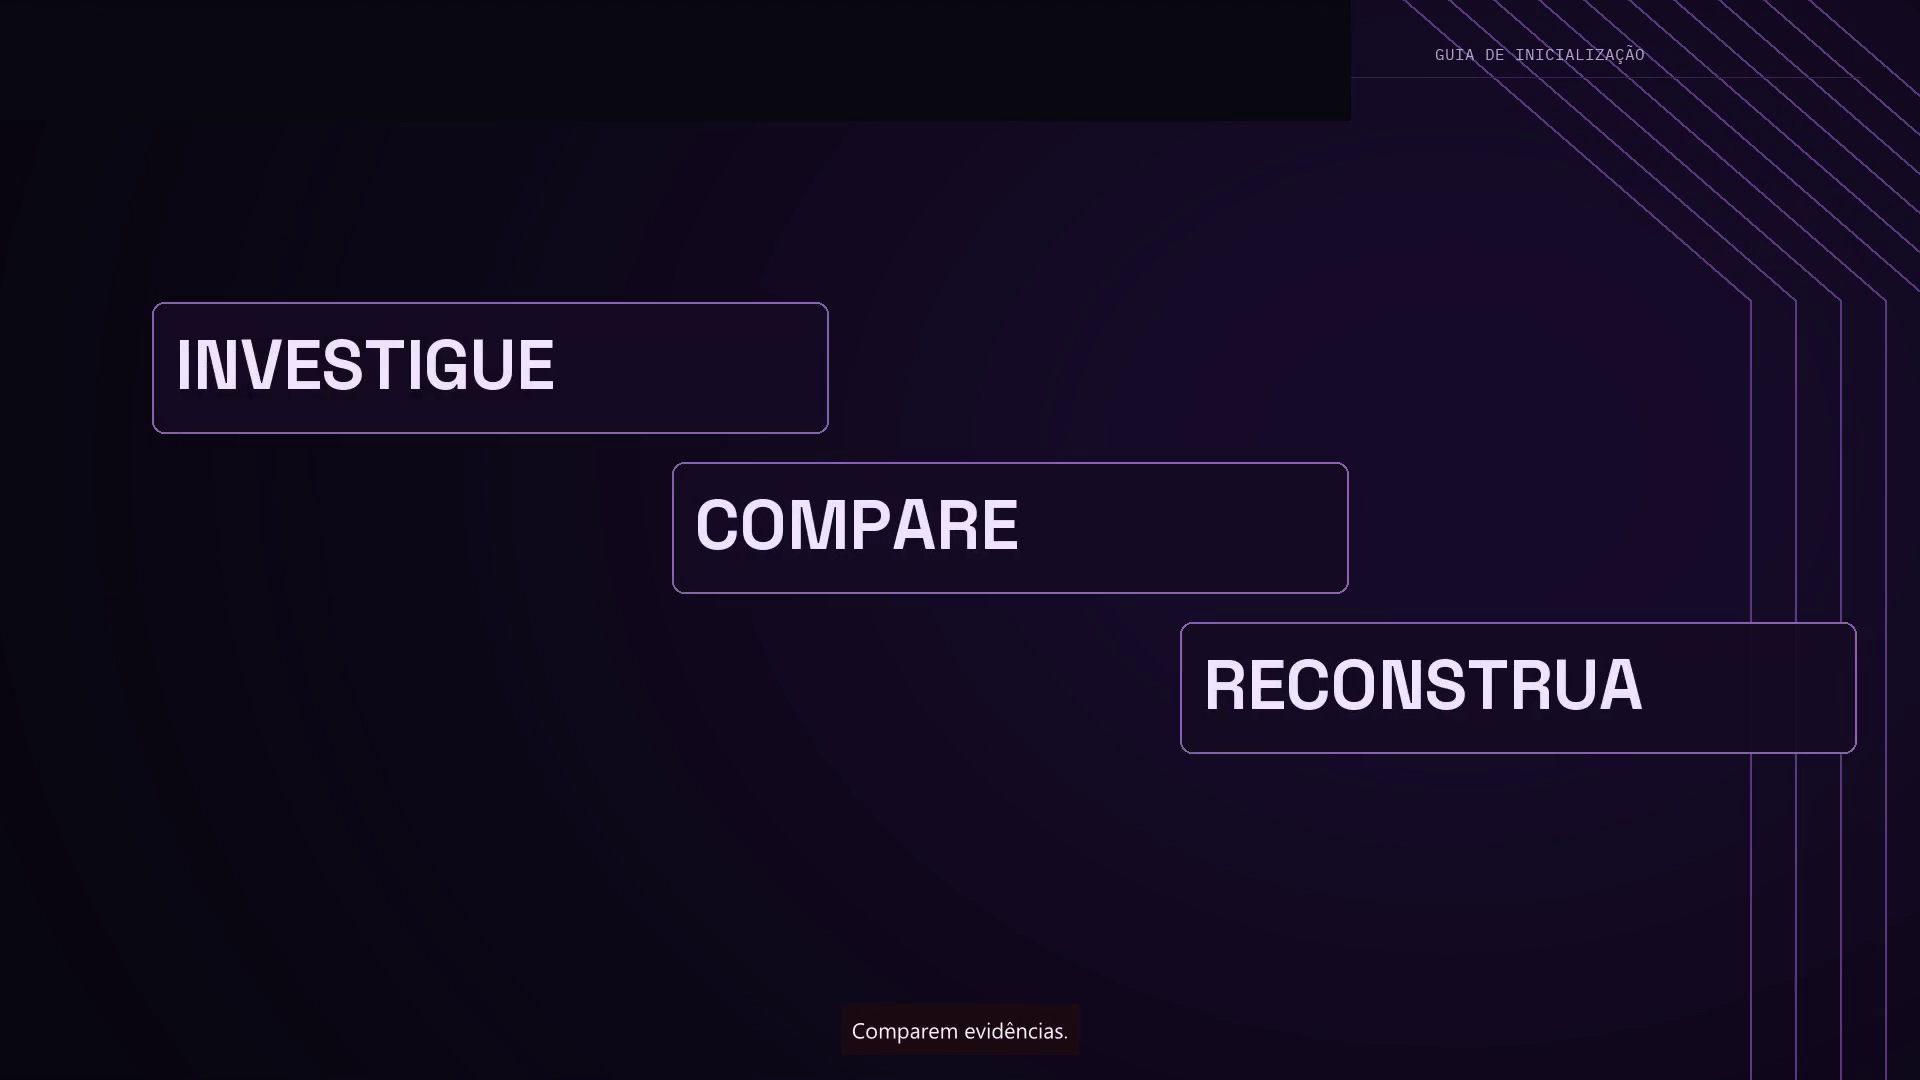 GUIA DE INICIALIZAÇÃO
INVESTIGUE
COMPARE
RECONSTRUA
Comparem evidências.